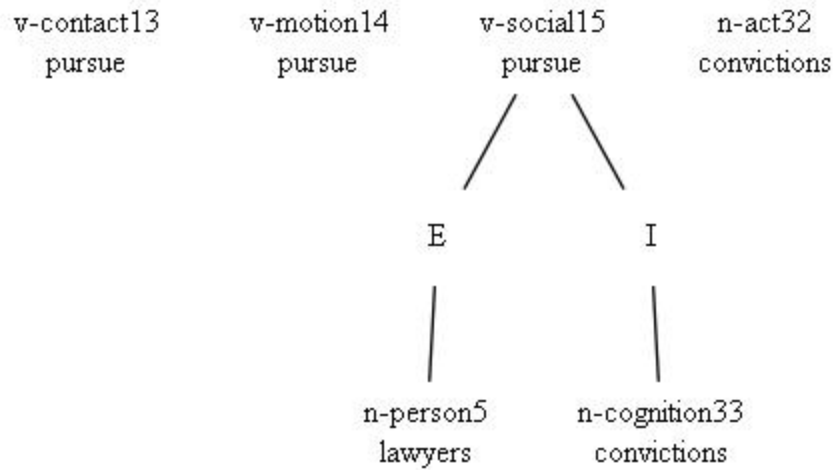 v-contact13 v-motion14 v-social15 n-act32
pursue pursue pursue convictions
E I
n-person5 n-cognition33
lawyers convictions